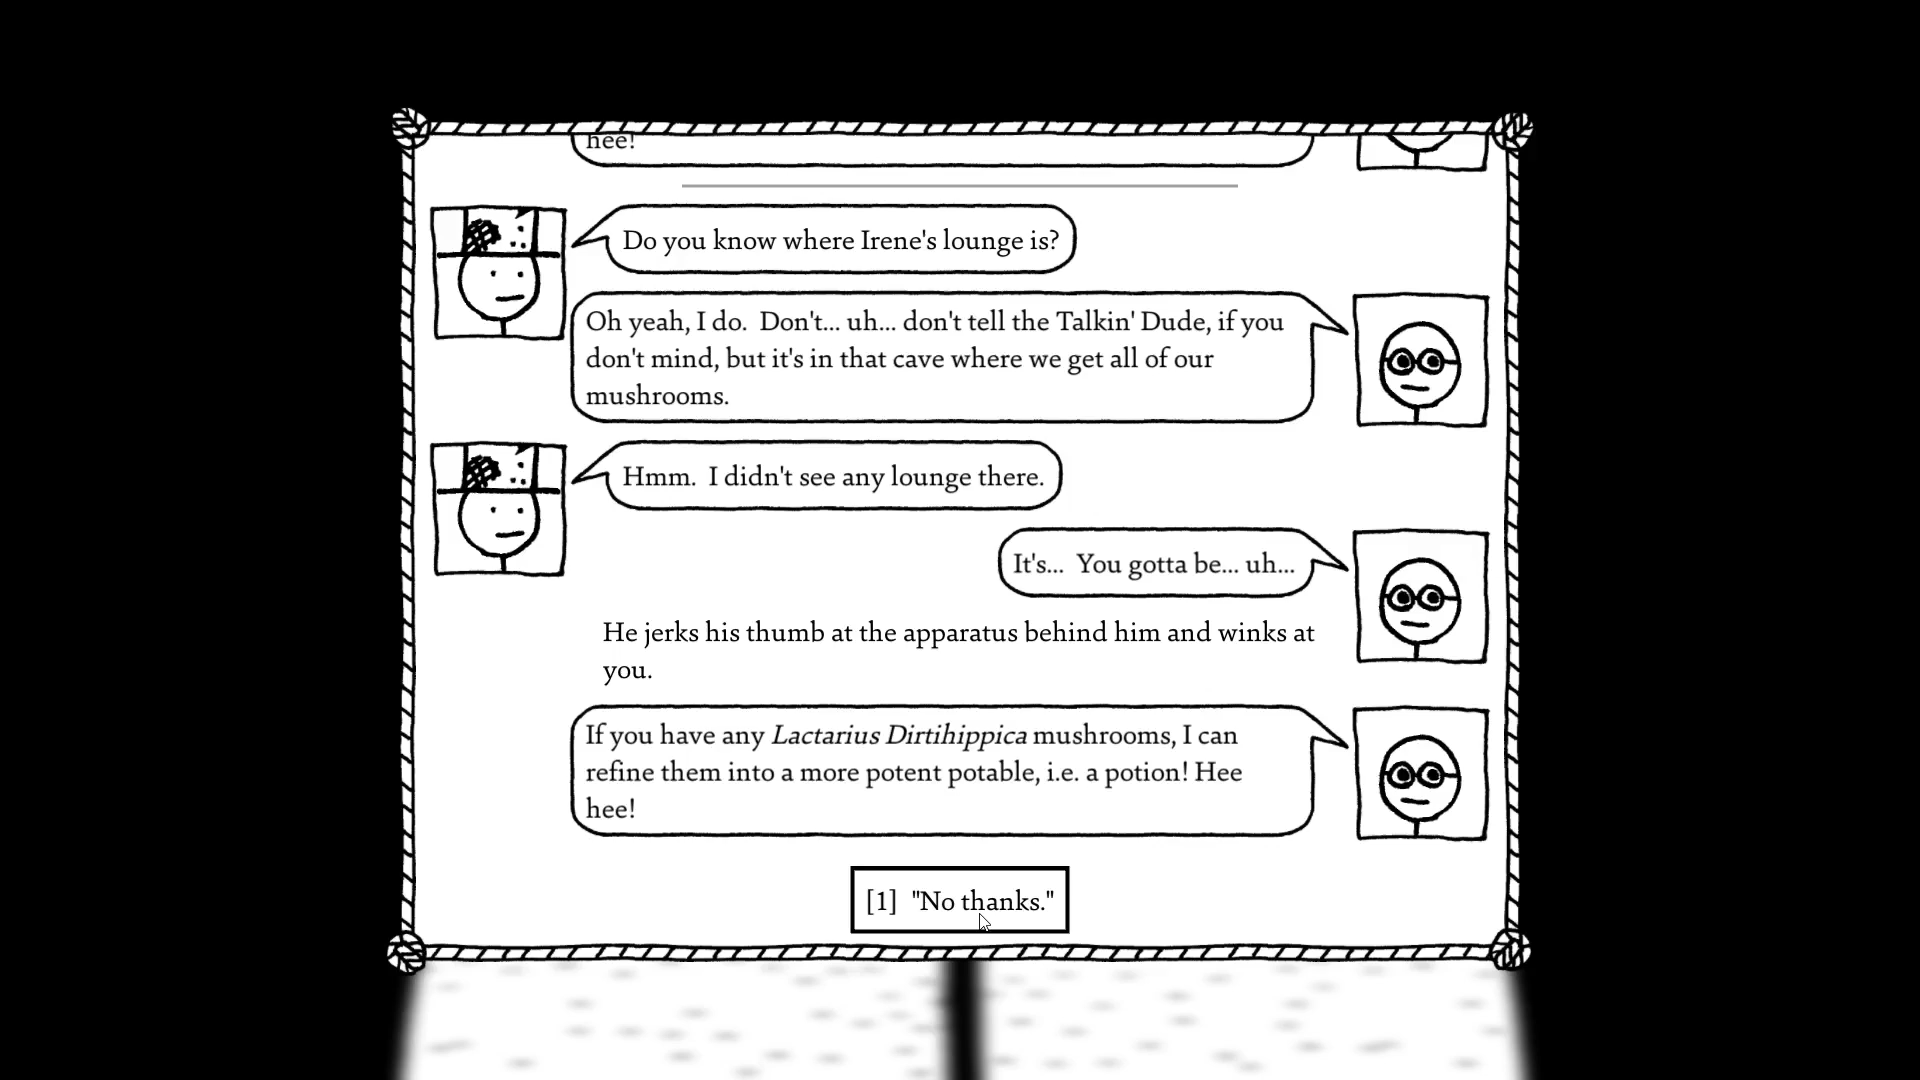 hee!
Do you know where Irene's lounge is?
Oh yeah, I do.  Don't... uh... don't tell the Talkin' Dude, if you
don't mind, but it's in that cave where we get all of our
mushrooms.
Hmm.  I didn't see any lounge there.
It's...  You gotta be... uh...
He jerks his thumb at the apparatus behind him and winks at
you.
If you have any Lactarius Dirtihippica mushrooms, I can
refine them into a more potent potable, i.e. a potion! Hee
hee!
[1]  "No thanks."